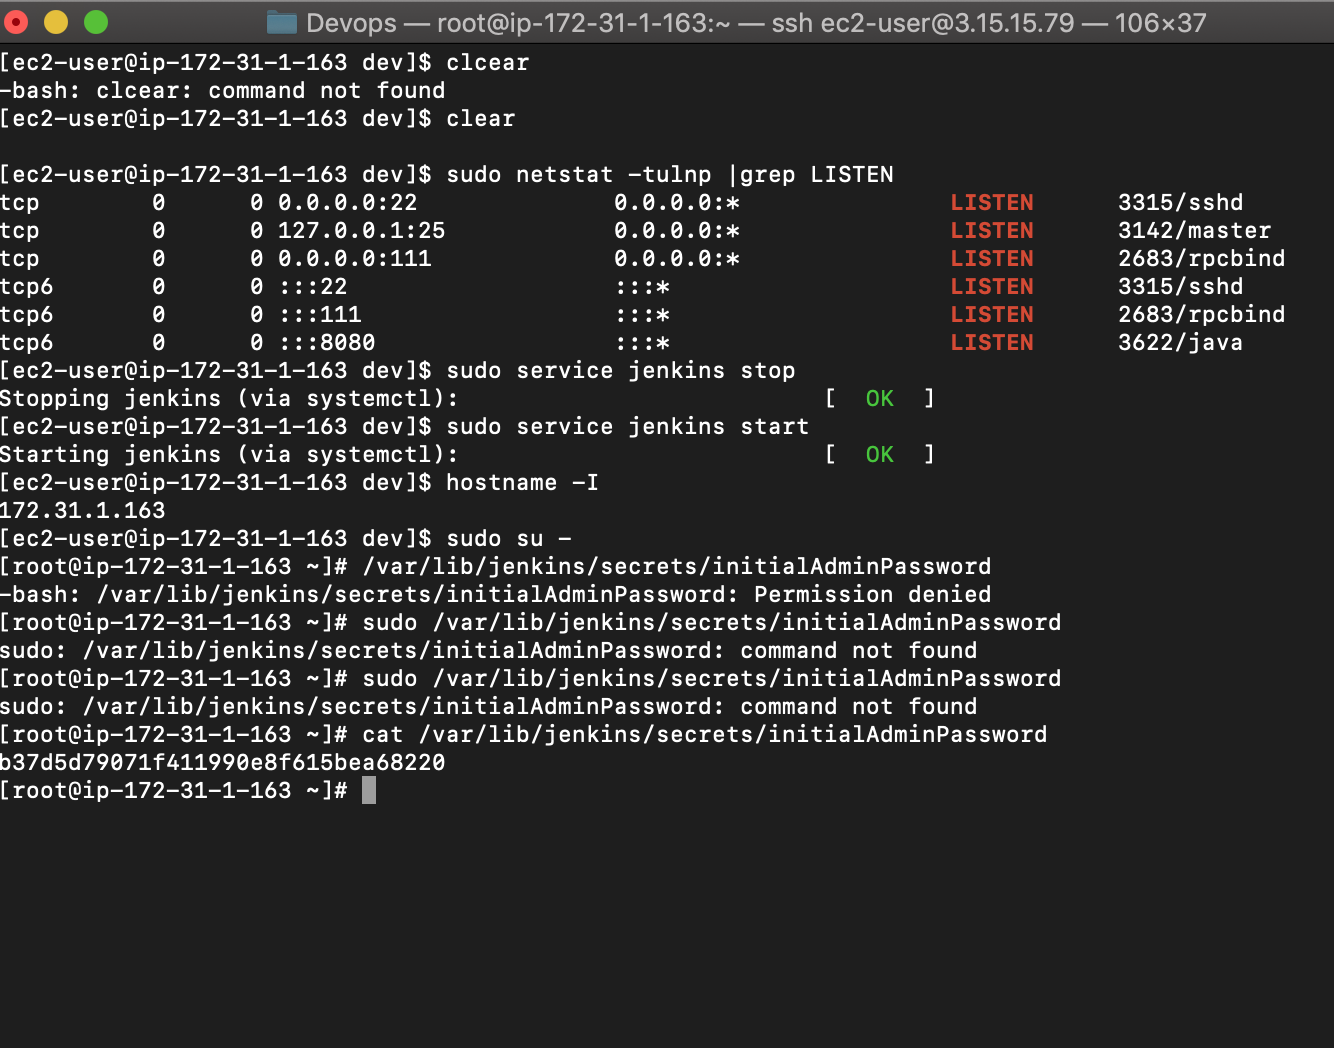 Devops — root@ip-172-31-1-163:~ — ssh ec2-user@3.15.15.79 — 106×37
[ec2-user@ip-172-31-1-163 dev]$ clcear
-bash: clcear: command not found
[ec2-user@ip-172-31-1-163 dev]$ clear
[ec2-user@ip-172-31-1-163 dev]$ sudo netstat -tulnp |grep LISTEN
tcp        0      0 0.0.0.0:22              0.0.0.0:*               LISTEN      3315/sshd
tcp        0      0 127.0.0.1:25            0.0.0.0:*               LISTEN      3142/master
tcp        0      0 0.0.0.0:111             0.0.0.0:*               LISTEN      2683/rpcbind
tcp6       0      0 :::22                   :::*                    LISTEN      3315/sshd
tcp6       0      0 :::111                  :::*                    LISTEN      2683/rpcbind
tcp6       0      0 :::8080                 :::*                    LISTEN      3622/java
[ec2-user@ip-172-31-1-163 dev]$ sudo service jenkins stop
Stopping jenkins (via systemctl):                          [  OK  ]
[ec2-user@ip-172-31-1-163 dev]$ sudo service jenkins start
Starting jenkins (via systemctl):                          [  OK  ]
[ec2-user@ip-172-31-1-163 dev]$ hostname -I
172.31.1.163
[ec2-user@ip-172-31-1-163 dev]$ sudo su -
[root@ip-172-31-1-163 ~]# /var/lib/jenkins/secrets/initialAdminPassword
-bash: /var/lib/jenkins/secrets/initialAdminPassword: Permission denied
[root@ip-172-31-1-163 ~]# sudo /var/lib/jenkins/secrets/initialAdminPassword
sudo: /var/lib/jenkins/secrets/initialAdminPassword: command not found
[root@ip-172-31-1-163 ~]# sudo /var/lib/jenkins/secrets/initialAdminPassword
sudo: /var/lib/jenkins/secrets/initialAdminPassword: command not found
[root@ip-172-31-1-163 ~]# cat /var/lib/jenkins/secrets/initialAdminPassword
b37d5d79071f411990e8f615bea68220
[root@ip-172-31-1-163 ~]#